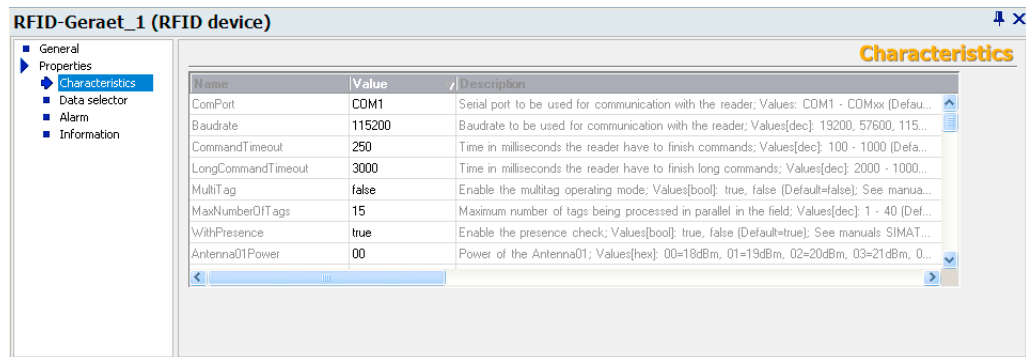 RFID-Geraet_1 (RFID device)
General
Properties
Characteristics
Data selector
Alarm
Information
Characteristics
Name Value / Description
ComPort COM1 Serial port to be used for communication with the reader; Values: COM1 - COMxx (Defau...
Baudrate 115200 Baudrate to be used for communication with the reader; Values[dec]: 19200, 57600, 115...
CommandTimeout 250 Time in milliseconds the reader have to finish commands; Values[dec]: 100 - 1000 (Defa...
LongCommandTimeout 3000 Time in milliseconds the reader have to finish long commands; Values[dec]: 2000 - 1000...
MultiTag false Enable the multitag operating mode; Values[bool]: true, false (Default=false); See manua...
MaxNumberOfTags 15 Maximum number of tags being processed in parallel in the field; Values[dec]: 1 - 40 (Def...
WithPresence true Enable the presence check; Values[bool]: true, false (Default=true); See manuals SIMAT...
Antenna01Power 00 Power of the Antenna01; Values[hex]: 00=18dBm, 01=19dBm, 02=20dBm, 03=21dBm, 0...